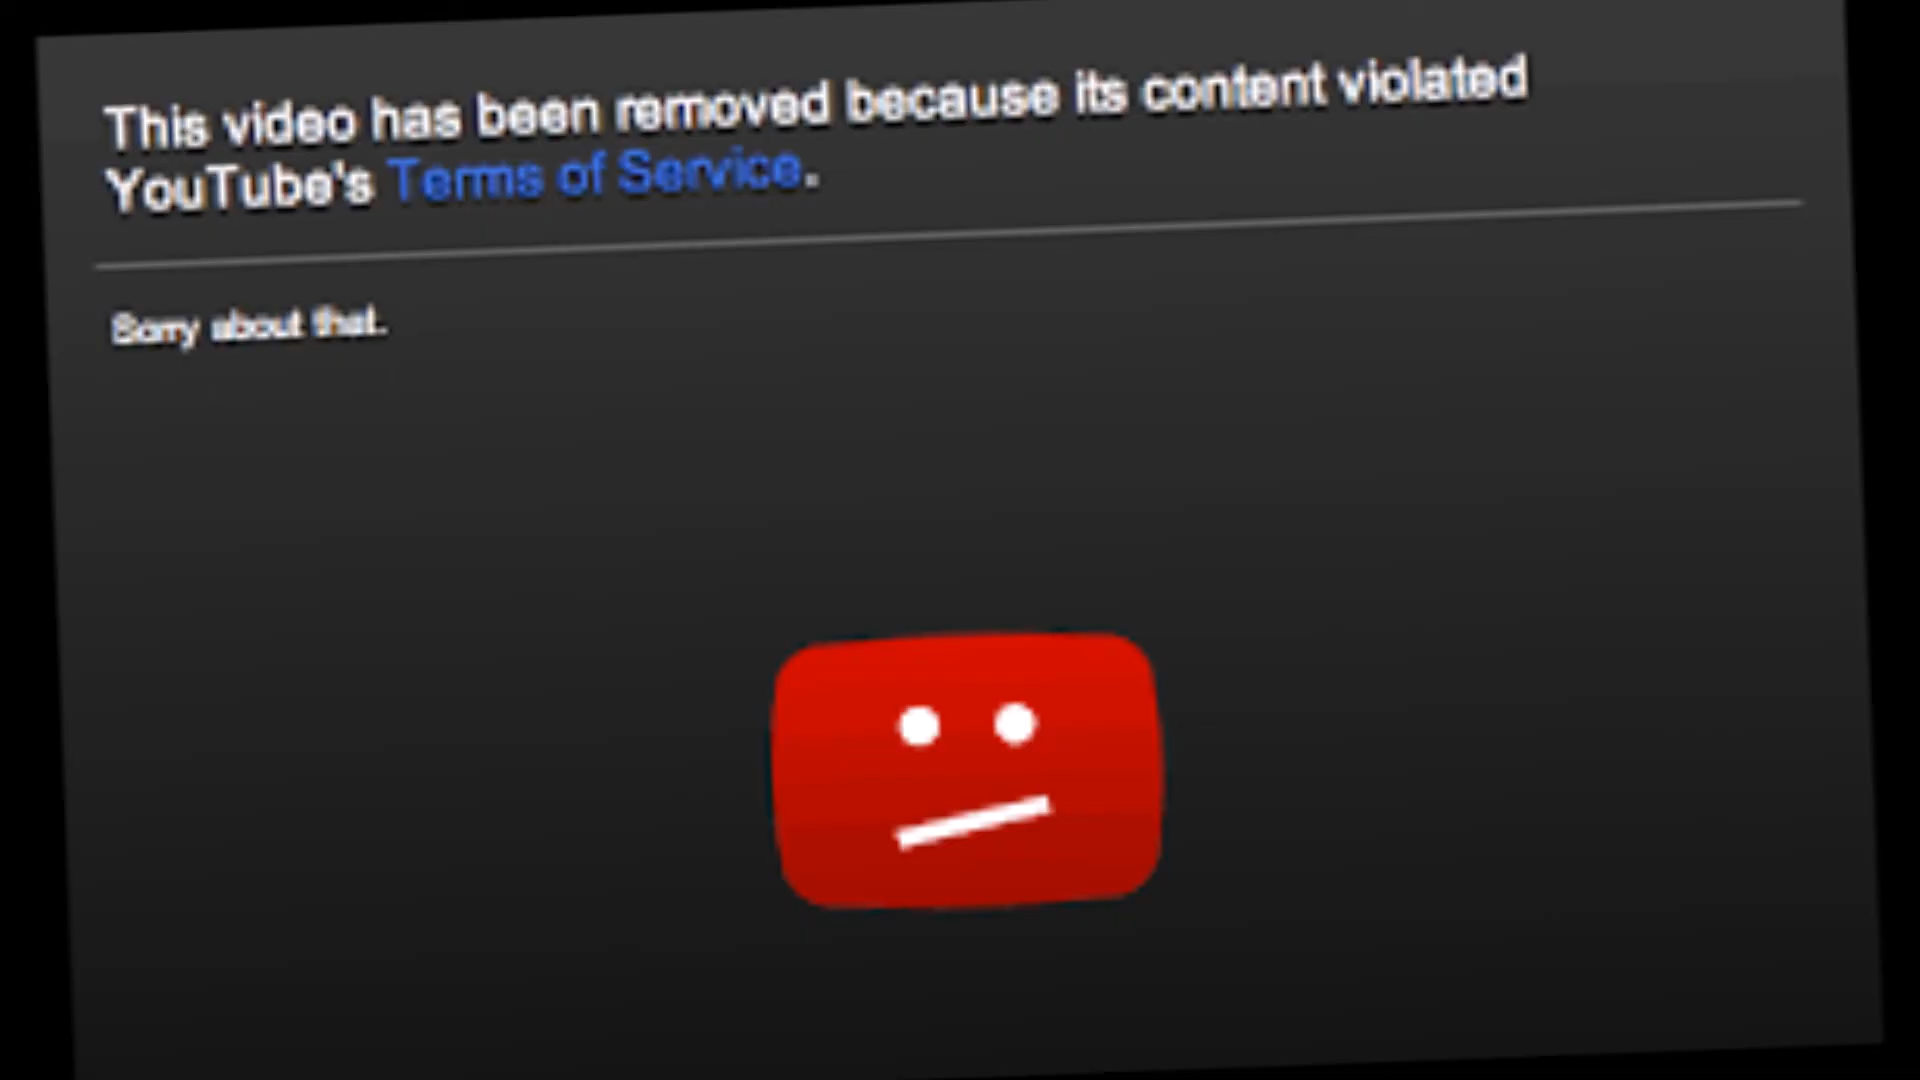 This video has been removed because its content violated
YouTube's Terms of Service.
Sorry about that.